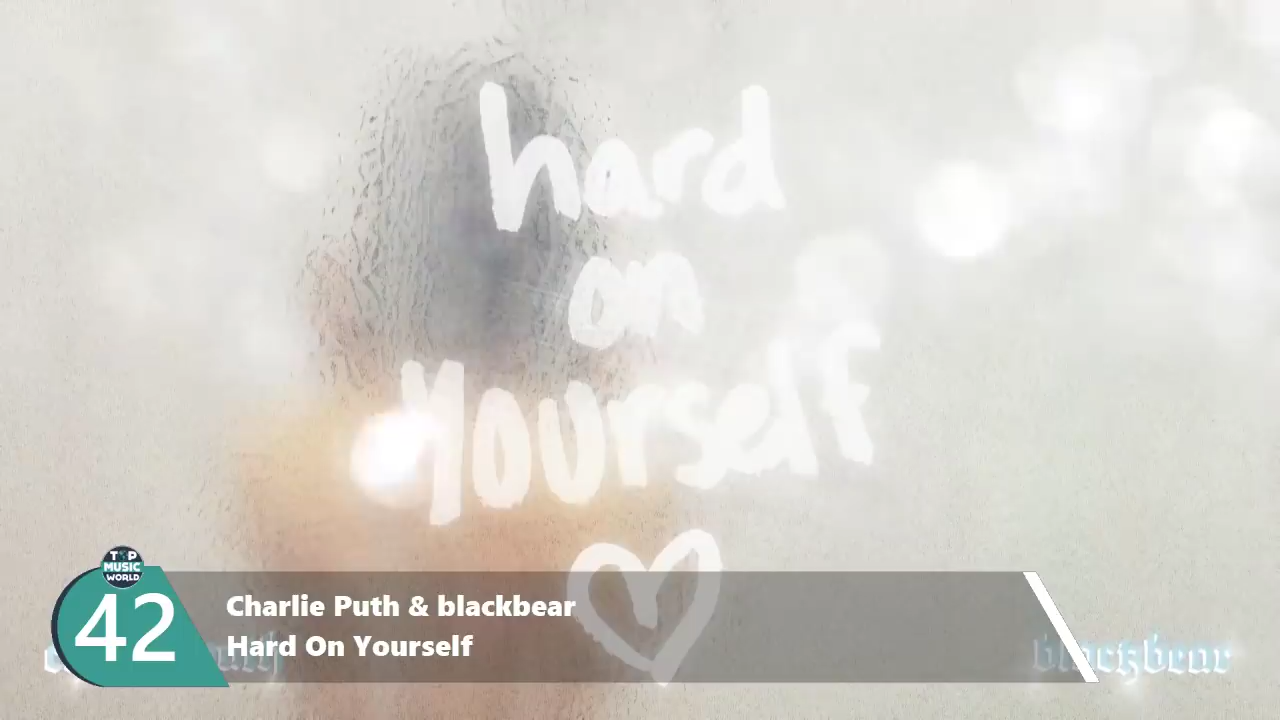 hard
on
Yourself
TOP
MUSIC
WORLD
42
Charlie Puth & blackbear
Hard On Yourself
blackbear